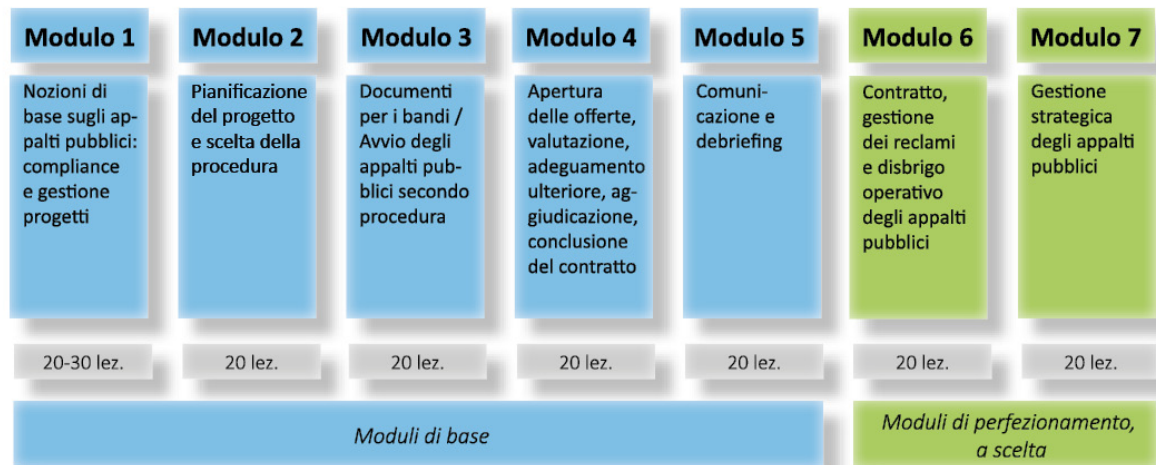 Modulo 1
Modulo 2
Modulo 3
Modulo 4
Modulo 5
Modulo 6
Modulo 7
Nozioni di
base sugli ap-
palti pubblici:
compliance
e gestione
progetti
Pianificazione
del progetto
e scelta della
procedura
Documenti
per i bandi /
Avvio degli
appalti pub-
blici secondo
procedura
Apertura
delle offerte,
valutazione,
adeguamento
ulteriore, ag-
giudicazione,
conclusione
del contratto
Comuni-
cazione e
debriefing
Contratto,
gestione
dei reclami
e disbrigo
operativo
degli appalti
pubblici
Gestione
strategica
degli appalti
pubblici
20-30 lez.
20 lez.
20 lez.
20 lez.
20 lez.
20 lez.
20 lez.
Moduli di base
Moduli di perfezionamento,
a scelta